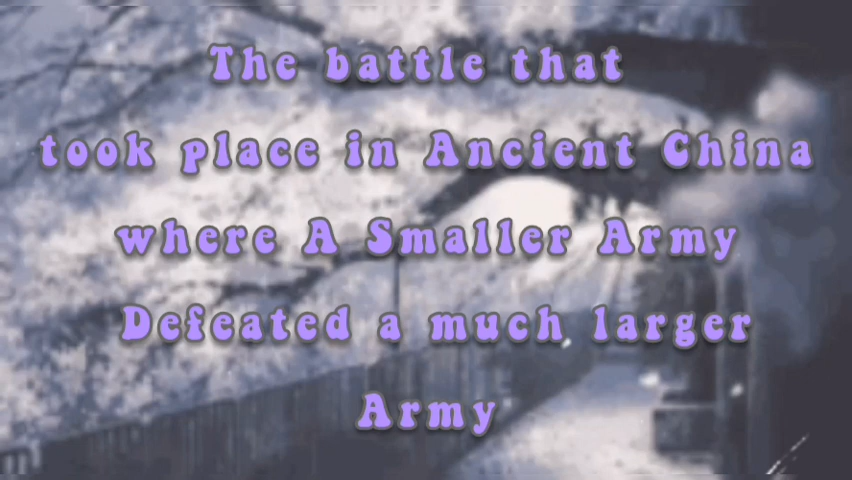 The battle that
took place in Ancient China
where A Smaller Army
Defeated a much larger
Army